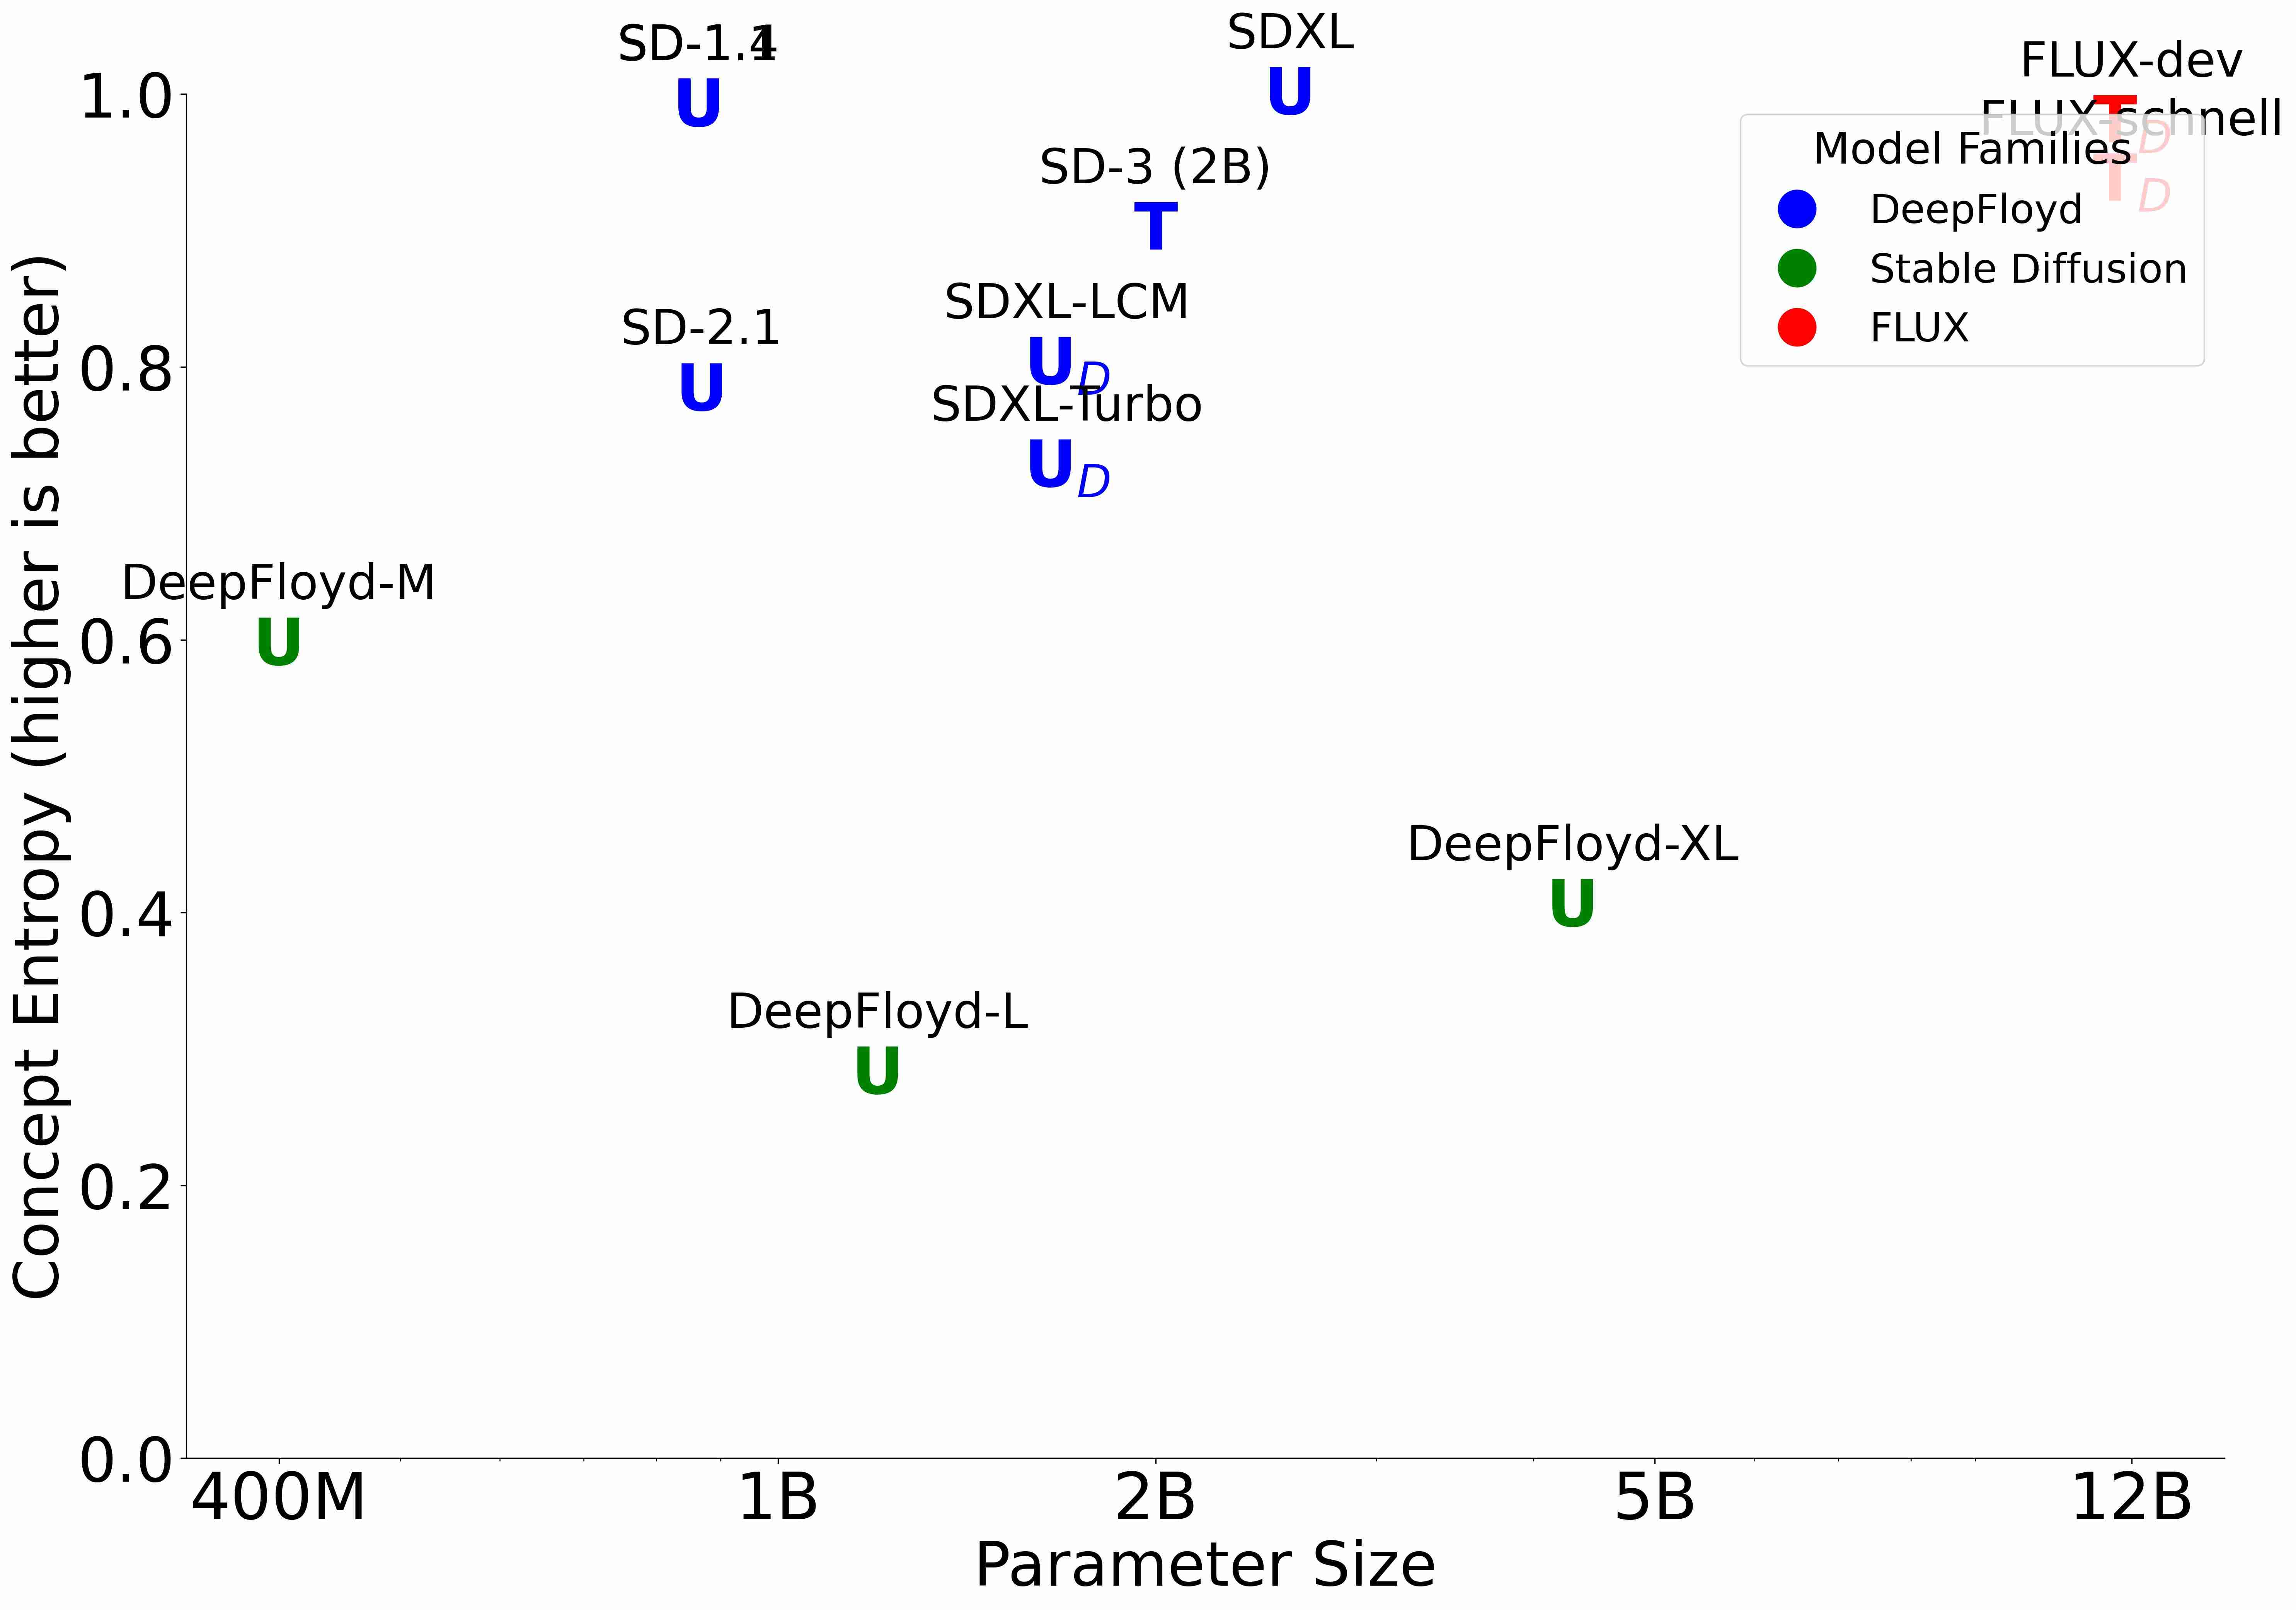 SDXL
SD-1.4
U
U
FLUX-dev
T D
FLUX-schnell
T D
1.0
SD-3 (2B)
T
Model Families
DeepFloyd
Stable Diffusion
FLUX
SDXL-LCM
U D
SD-2.1
U
0.8
SDXL-Turbo
U D
DeepFloyd-M
U
0.6
DeepFloyd-XL
U
0.4
DeepFloyd-L
U
0.2
0.0
Concept Entropy (higher is better)
400M 1B 2B 5B 12B
Parameter Size